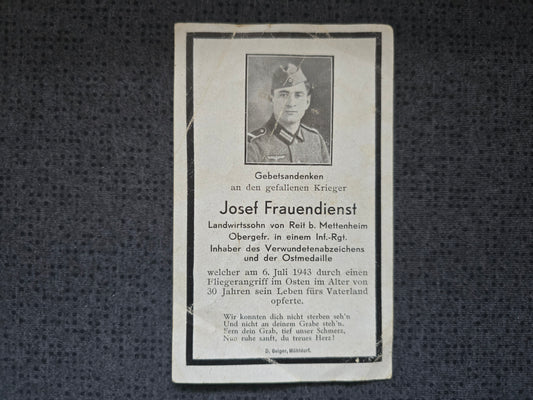 Gebetsandenken
an den gefallenen Krieger
Josef Frauendienst
Landwirtssohn von Reit b. Mettenheim
Obergefr. in einem Inf.-Rgt.
Inhaber des Verwundetenabzeichens
und der Ostmedaille
welcher am 6. Juli 1943 durch einen
Fliegerangriff im Osten im Alter von
30 Jahren sein Leben fürs Vaterland
opferte.
Wir konnten dich nicht sterben seh'n
Und nicht an deinem Grabe steh'n.
Fern dein Grab, tief unser Schmerz,
Nun ruhe sanft, du treues Herz!
D. Geiger, Mühldorf.